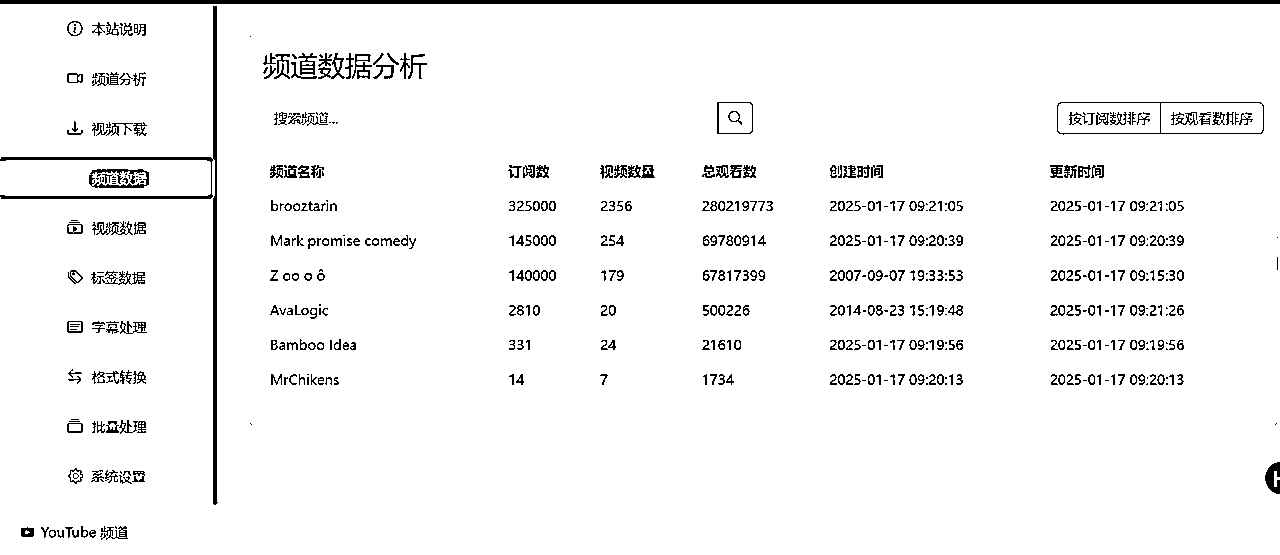 本站说明
频道分析
视频下载
频道数据
视频数据
标签数据
字幕处理
格式转换
批量处理
系统设置
YouTube 频道
频道数据分析
搜索频道...
按订阅数排序 按观看数排序
频道名称 订阅数 视频数量 总观看数 创建时间 更新时间
brooztarin 325000 2356 280219773 2025-01-17 09:21:05 2025-01-17 09:21:05
Mark promise comedy 145000 254 69780914 2025-01-17 09:20:39 2025-01-17 09:20:39
Z oo o ô 140000 179 67817399 2007-09-07 19:33:53 2025-01-17 09:15:30
AvaLogic 2810 20 500226 2014-08-23 15:19:48 2025-01-17 09:21:26
Bamboo Idea 331 24 21610 2025-01-17 09:19:56 2025-01-17 09:19:56
MrChikens 14 7 1734 2025-01-17 09:20:13 2025-01-17 09:20:13